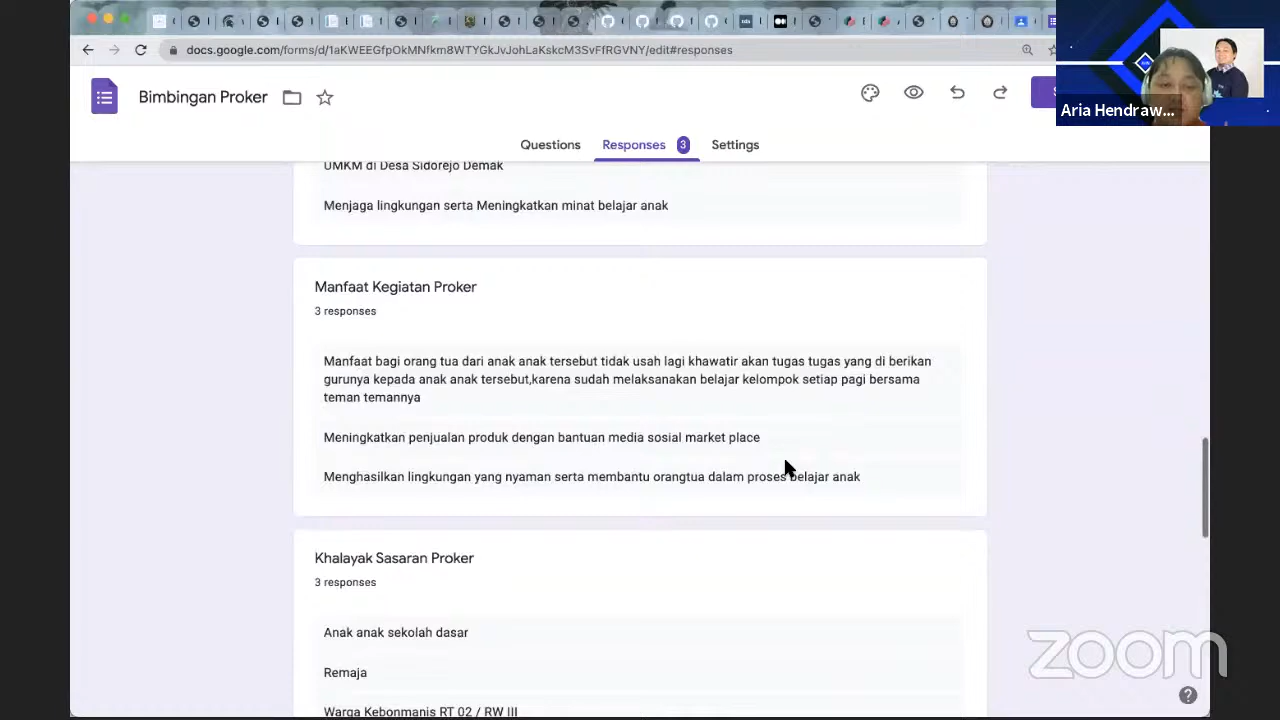 docs.google.com/forms/d/1aKWEEGfpOkMNfkm8WTYGkJvJohLaKskcM3SvFfRGVNY/edit#responses
Bimbingan Proker
Aria Hendraw...
Questions
Responses
3
Settings
UMKM di Desa Sidorejo Demak
Menjaga lingkungan serta Meningkatkan minat belajar anak
Manfaat Kegiatan Proker
3 responses
Manfaat bagi orang tua dari anak anak tersebut tidak usah lagi khawatir akan tugas tugas yang di berikan
gurunya kepada anak anak tersebut,karena sudah melaksanakan belajar kelompok setiap pagi bersama
teman temannya
Meningkatkan penjualan produk dengan bantuan media sosial market place
Menghasilkan lingkungan yang nyaman serta membantu orangtua dalam proses belajar anak
Khalayak Sasaran Proker
3 responses
Anak anak sekolah dasar
Remaja
Warga Kebonmanis RT 02 / RW III
zoom